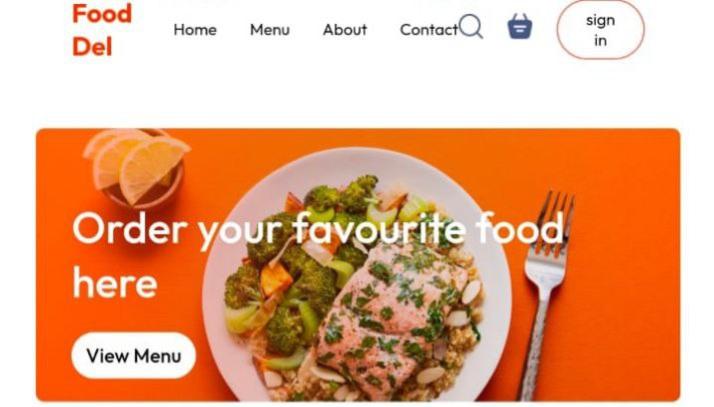 Food
Del
Home Menu About Contact
sign
in
Order your favourite food
here
View Menu